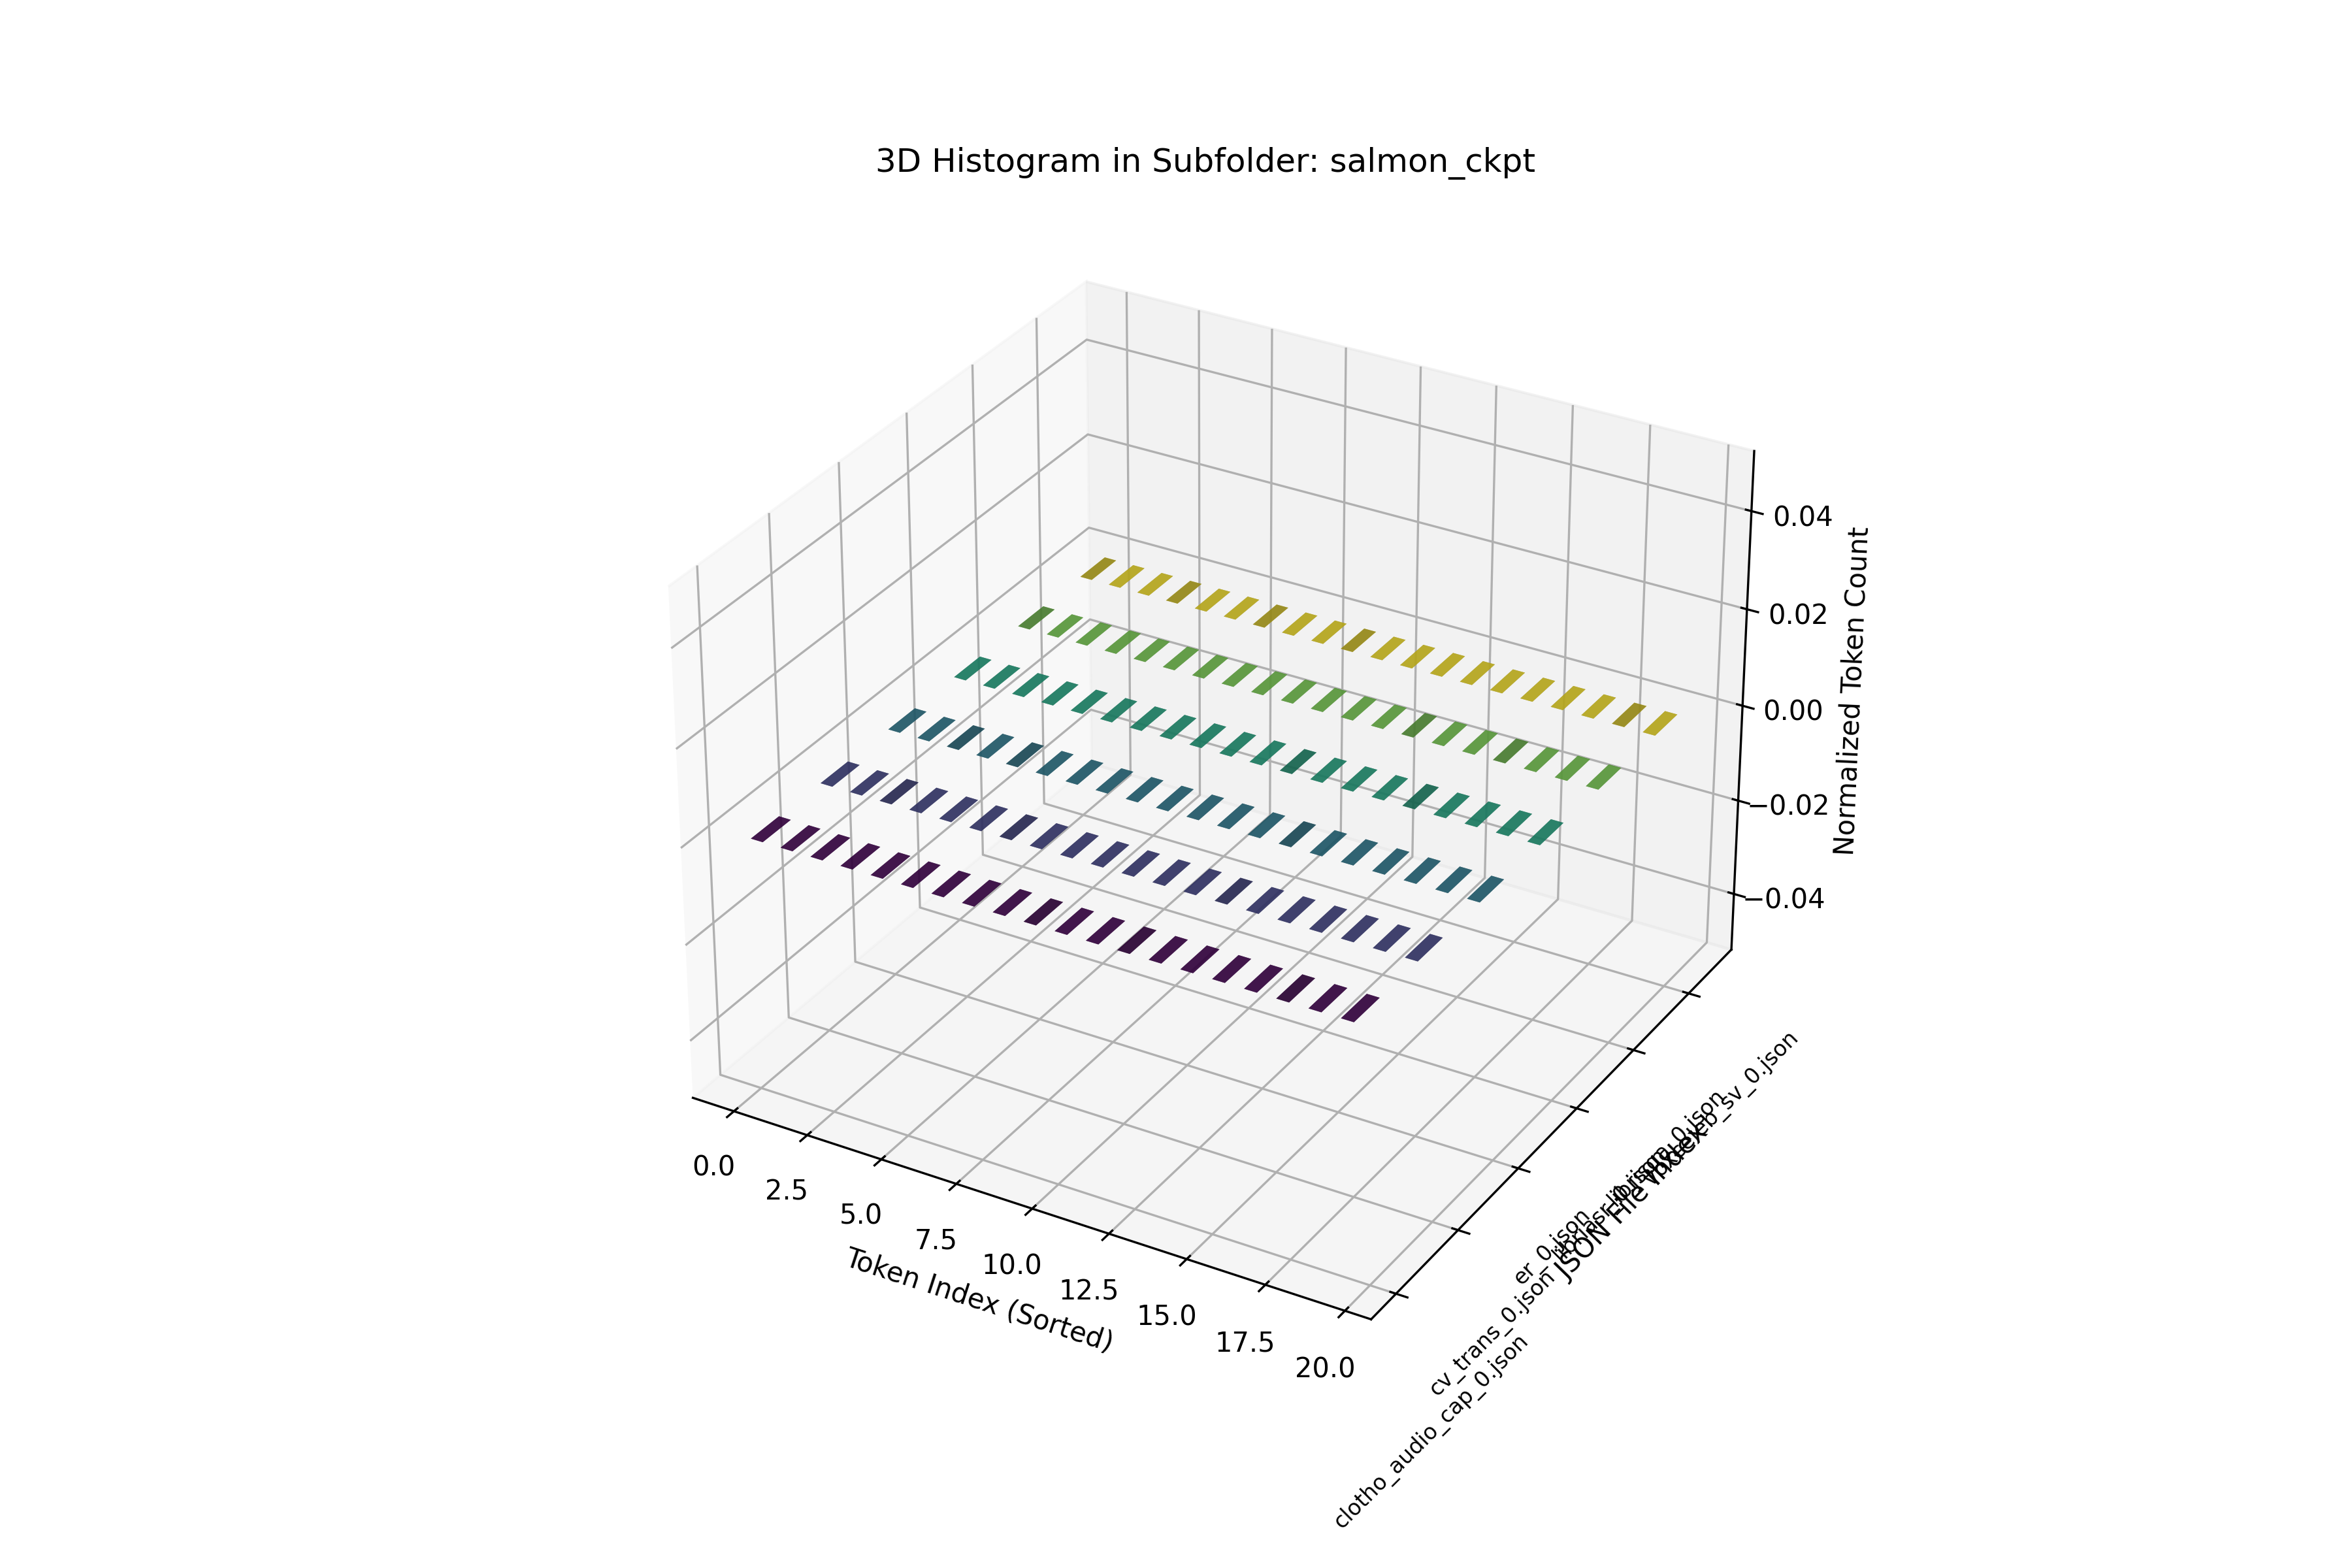 3D Histogram in Subfolder: salmon_ckpt
0.04
0.02
0.00
−0.02
−0.04
Normalized Token Count
0.0
2.5
5.0
7.5
10.0
12.5
15.0
17.5
20.0
Token Index (Sorted)
clotho_audio_cap_0.json
cv_trans_0.json
er_0.json
JSON File Index